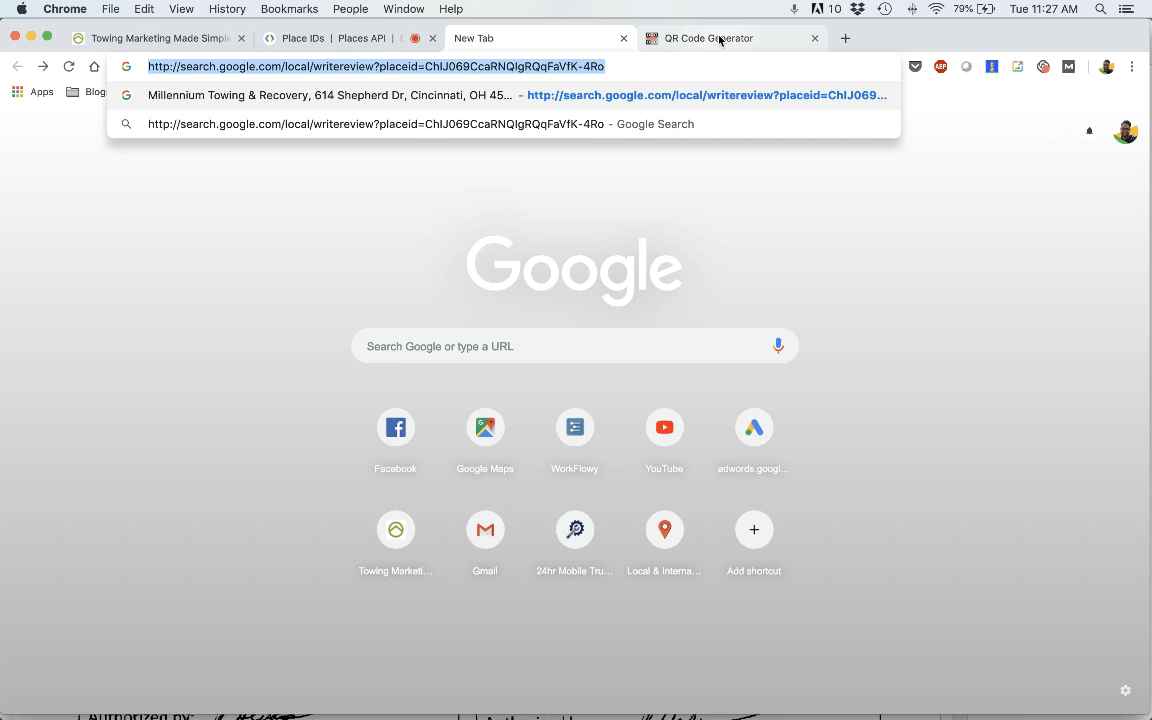 Chrome File Edit View History Bookmarks People Window Help 10 79% Tue 11:27 AM
Towing Marketing Made Simple Place IDs | Places API | New Tab QR Code Generator
http://search.google.com/local/writereview?placeid=ChIJ069CcaRNQIgRQqFaVfK-4Ro ABP M
Apps Blog
Millennium Towing & Recovery, 614 Shepherd Dr, Cincinnati, OH 45... - http://search.google.com/local/writereview?placeid=ChIJ069...
http://search.google.com/local/writereview?placeid=ChIJ069CcaRNQIgRQqFaVfK-4Ro - Google Search
Google
Search Google or type a URL
Facebook Google Maps WorkFlowy YouTube adwords.googl...
Towing Marketi... Gmail 24hr Mobile Tru... Local & Interna... Add shortcut
Authorized by: